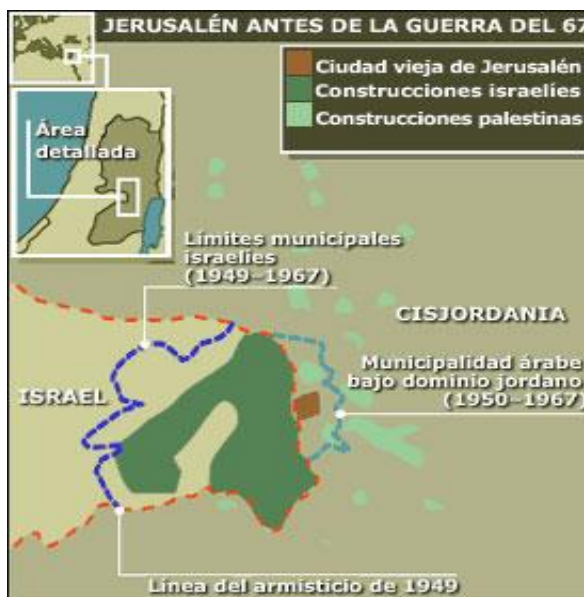 JERUSALÉN ANTES DE LA GUERRA DEL 67
Ciudad vieja de Jerusalén
Construcciones israelíes
Construcciones palestinas
Área
detallada
Límites municipales
israelíes
(1949–1967)
CISJORDANIA
Municipalidad árabe
bajo dominio jordano
(1950–1967)
ISRAEL
Línea del armisticio de 1949